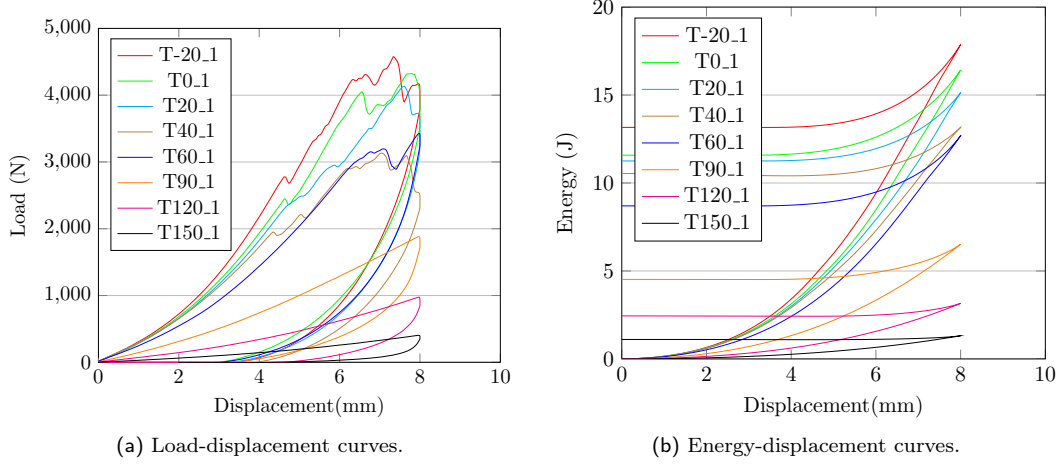 5,000
4,000
3,000
2,000
1,000
0
0
2
4
6
8
10
Load (N)
Displacement(mm)
T-20_1
T0_1
T20_1
T40_1
T60_1
T90_1
T120_1
T150_1
(a) Load-displacement curves.
20
15
10
5
0
0
2
4
6
8
10
Energy (J)
Displacement(mm)
T-20_1
T0_1
T20_1
T40_1
T60_1
T90_1
T120_1
T150_1
(b) Energy-displacement curves.